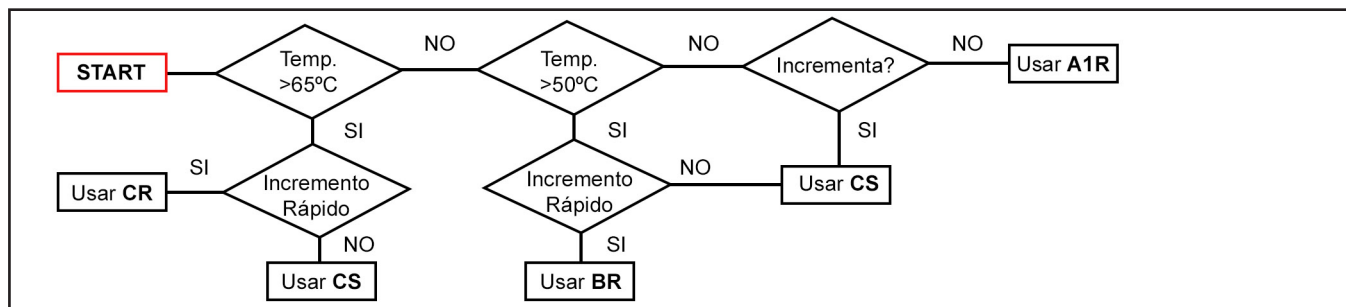 START
Temp.
>65ºC
NO
Temp.
>50ºC
NO
Incrementa?
NO
Usar A1R
SI
SI
SI
Usar CR
SI
Incremento
Rápido
NO
Usar CS
Incremento
Rápido
NO
Usar CS
SI
Usar BR